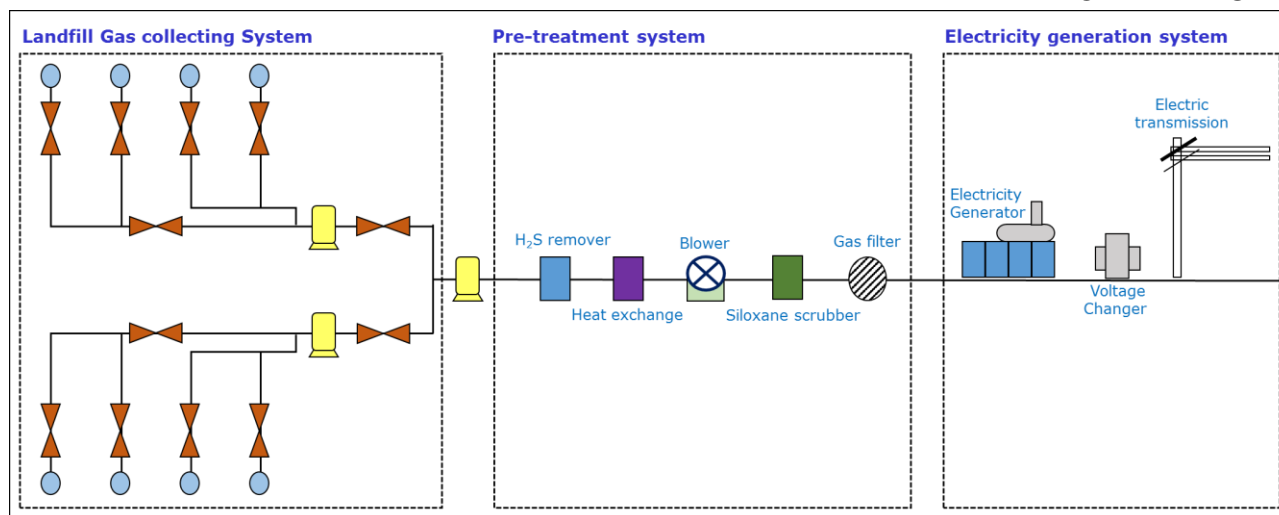 Landfill Gas collecting System
Pre-treatment system
Electricity generation system
Electric
transmission
Electricity
Generator
H₂S remover
Blower
Gas filter
Heat exchange
Siloxane scrubber
Voltage
Changer